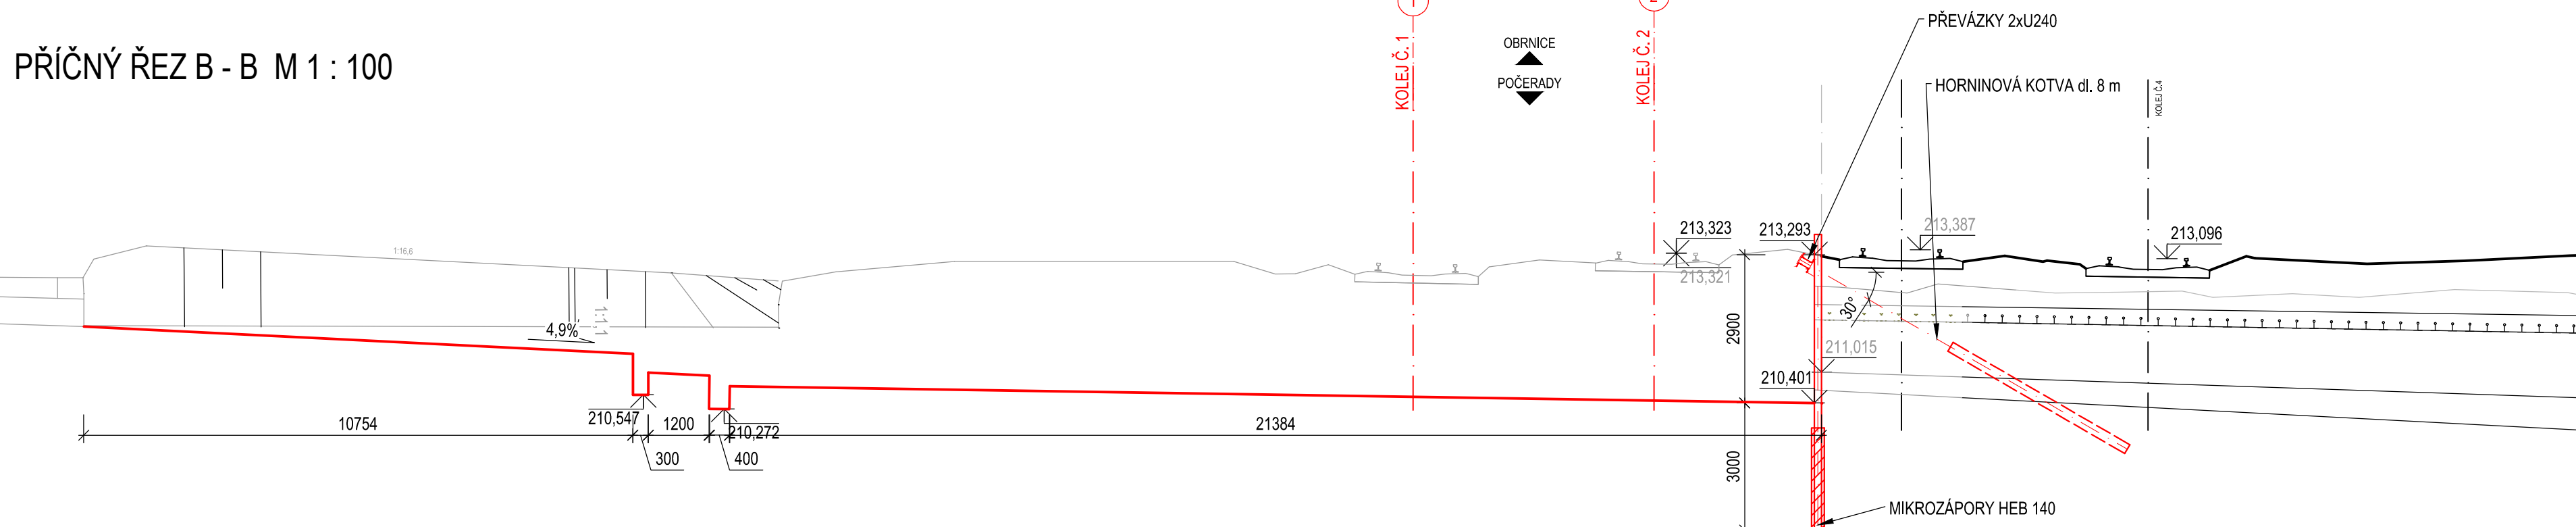 PŘÍČNÝ ŘEZ B - B M 1 : 100
KOLEJ Č. 1
KOLEJ Č. 2
OBRNICE
POČERADY
PŘEVÁZKY 2xU240
HORNINOVÁ KOTVA dl. 8 m
KOLEJ Č.4
213,323
213,321
213,293
213,387
213,096
1:16,6
1:1,1
4,9%
30°
2900
211,015
210,401
210,547
210,272
10754
300
1200
400
21384
3000
MIKROZÁPORY HEB 140